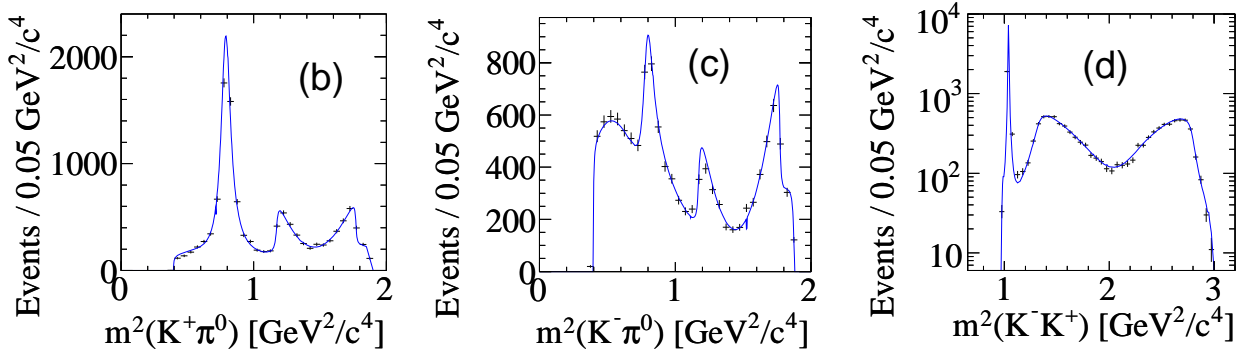 Events / 0.05 GeV²/c⁴
2000
1000
0
0
1
2
(b)
m²(K⁺π⁰) [GeV²/c⁴]
Events / 0.05 GeV²/c⁴
800
600
400
200
0
0
1
2
(c)
m²(K⁻π⁰) [GeV²/c⁴]
Events / 0.05 GeV²/c⁴
10⁴
10³
10²
10
1
2
3
(d)
m²(K⁻K⁺) [GeV²/c⁴]